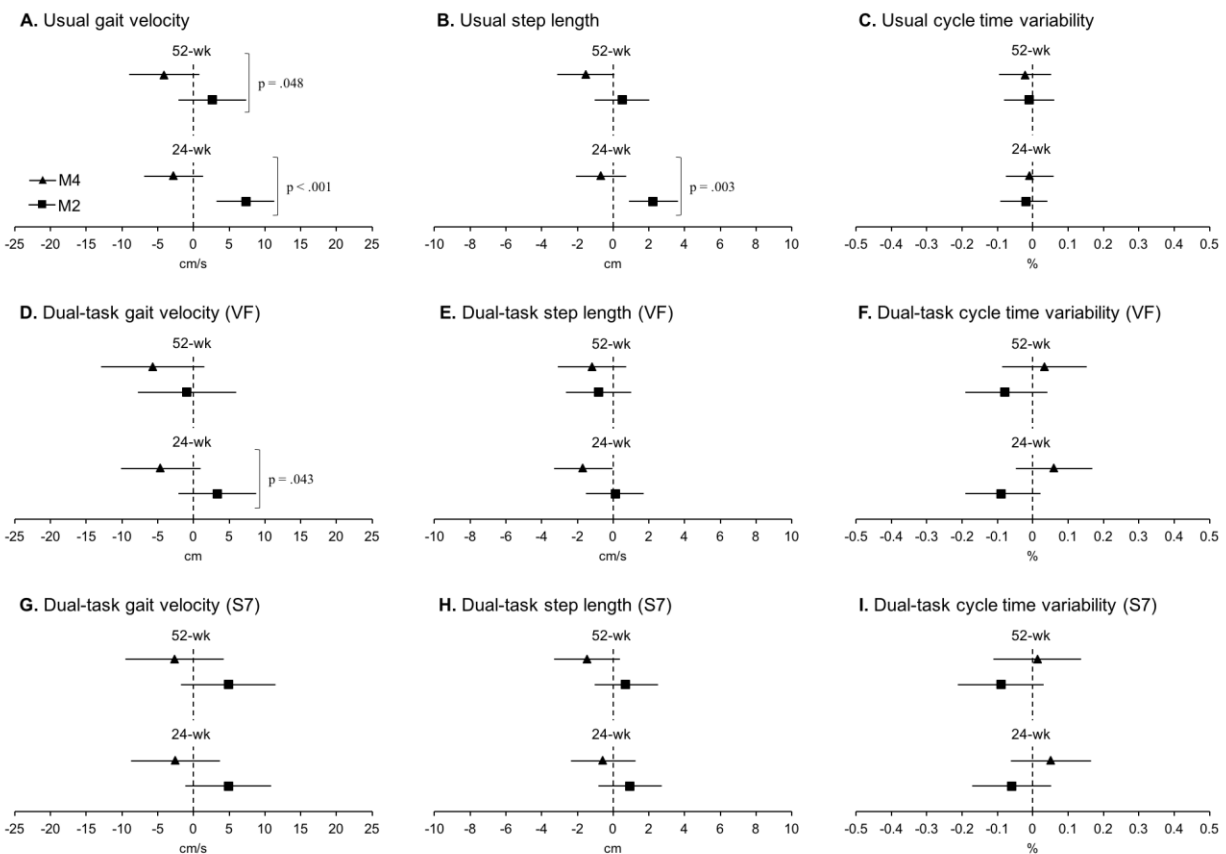 A. Usual gait velocity
52-wk
p = .048
24-wk
M4
p < .001
M2
-25 -20 -15 -10 -5 0 5 10 15 20 25
cm/s
B. Usual step length
52-wk
24-wk
p = .003
-10 -8 -6 -4 -2 0 2 4 6 8 10
cm
C. Usual cycle time variability
52-wk
24-wk
-0.5 -0.4 -0.3 -0.2 -0.1 0 0.1 0.2 0.3 0.4 0.5
%
D. Dual-task gait velocity (VF)
52-wk
24-wk
p = .043
-25 -20 -15 -10 -5 0 5 10 15 20 25
cm
E. Dual-task step length (VF)
52-wk
24-wk
-10 -8 -6 -4 -2 0 2 4 6 8 10
cm/s
F. Dual-task cycle time variability (VF)
52-wk
24-wk
-0.5 -0.4 -0.3 -0.2 -0.1 0 0.1 0.2 0.3 0.4 0.5
%
G. Dual-task gait velocity (S7)
52-wk
24-wk
-25 -20 -15 -10 -5 0 5 10 15 20 25
cm/s
H. Dual-task step length (S7)
52-wk
24-wk
-10 -8 -6 -4 -2 0 2 4 6 8 10
cm
I. Dual-task cycle time variability (S7)
52-wk
24-wk
-0.5 -0.4 -0.3 -0.2 -0.1 0 0.1 0.2 0.3 0.4 0.5
%